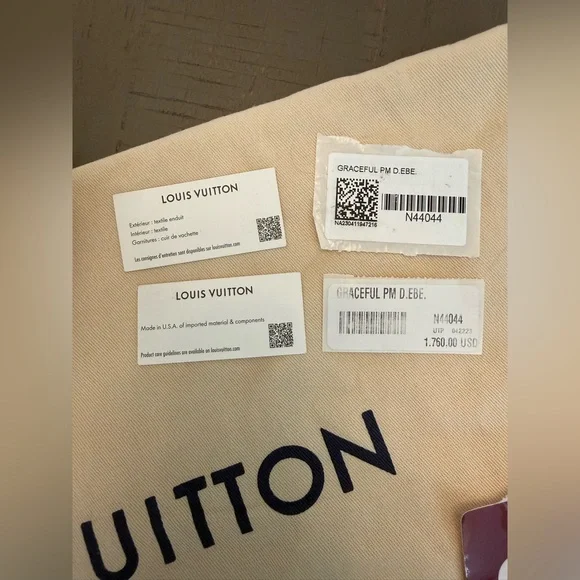 LOUIS VUITTON
Extérieur : textile enduit
Intérieur : textile
Garnitures : cuir de vachette
Les consignes d'entretien sont disponibles sur louisvuitton.com
GRACEFUL PM D.EBE.
N44044
NA230411947216
LOUIS VUITTON
Made in U.S.A. of imported material & components
Product care guidelines are available on louisvuitton.com
GRACEFUL PM D.EBE.
N44044
042223
1.760.00 USD
UITTON